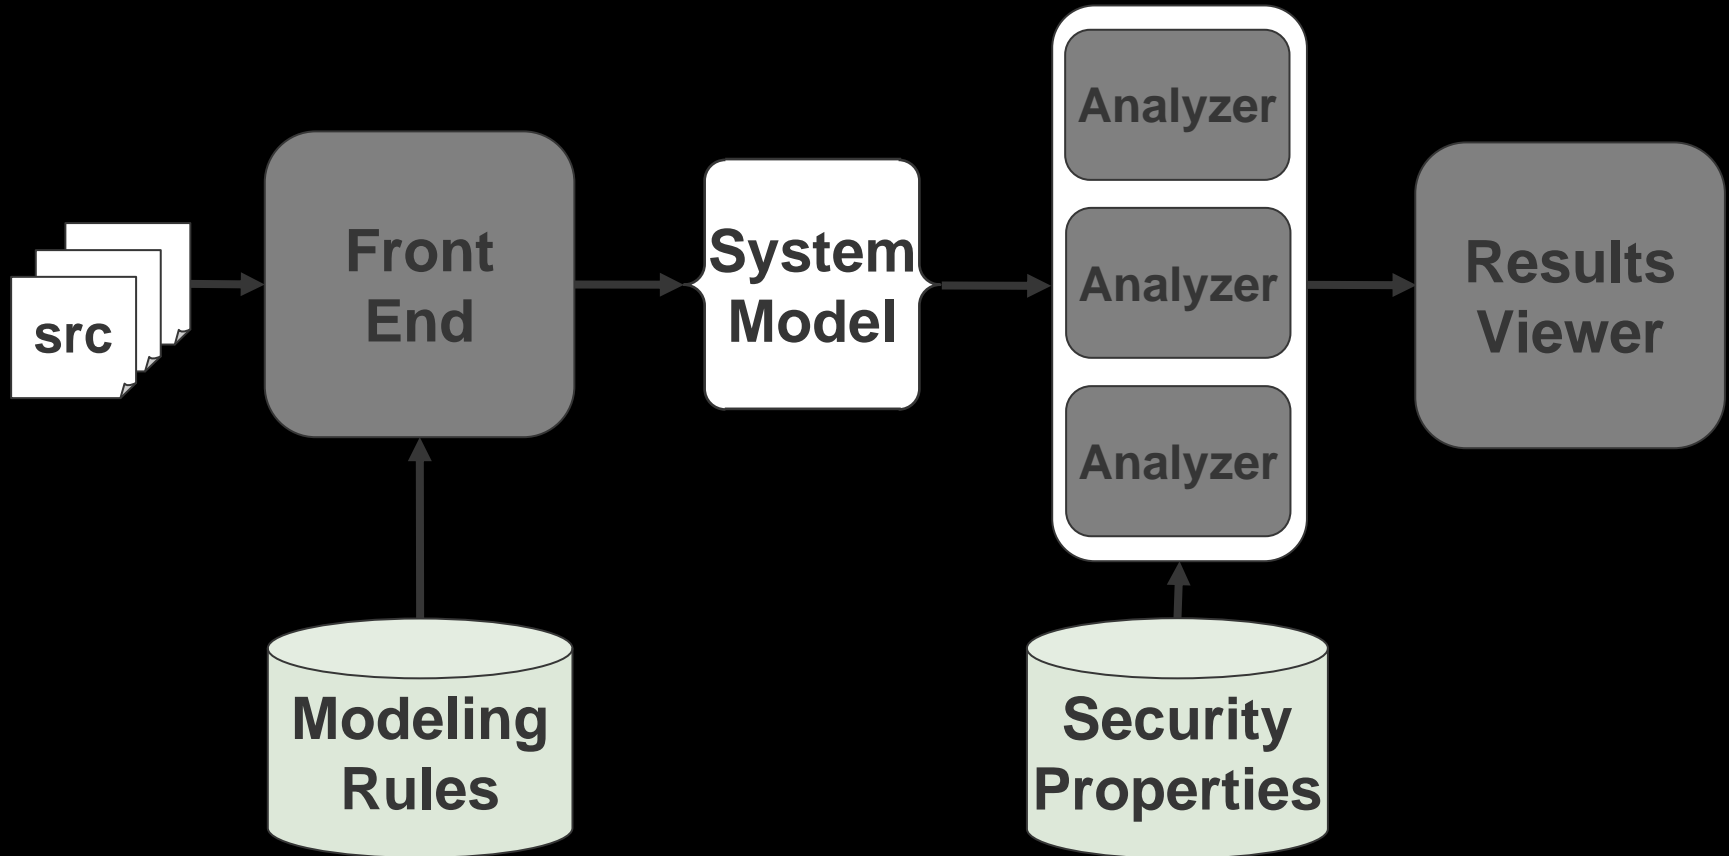 src
Front
End
System
Model
Analyzer
Analyzer
Analyzer
Results
Viewer
Modeling
Rules
Security
Properties